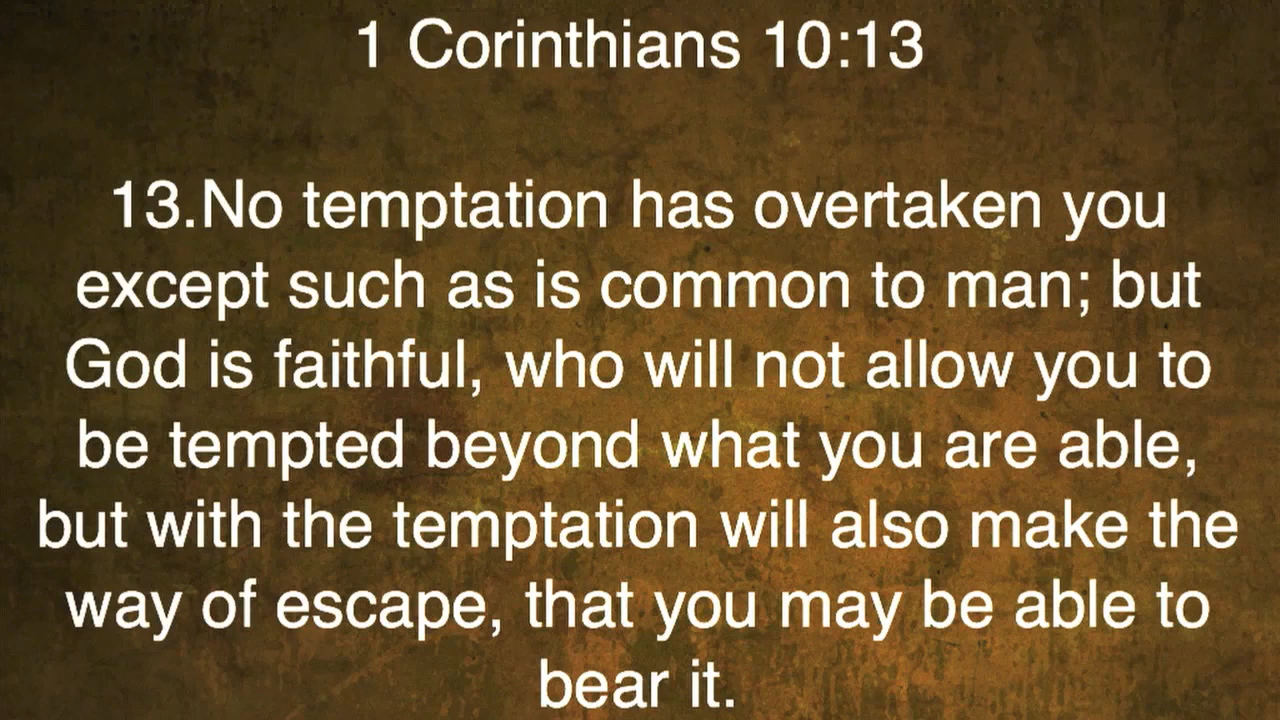 1 Corinthians 10:13
13.No temptation has overtaken you
except such as is common to man; but
God is faithful, who will not allow you to
be tempted beyond what you are able,
but with the temptation will also make the
way of escape, that you may be able to
bear it.